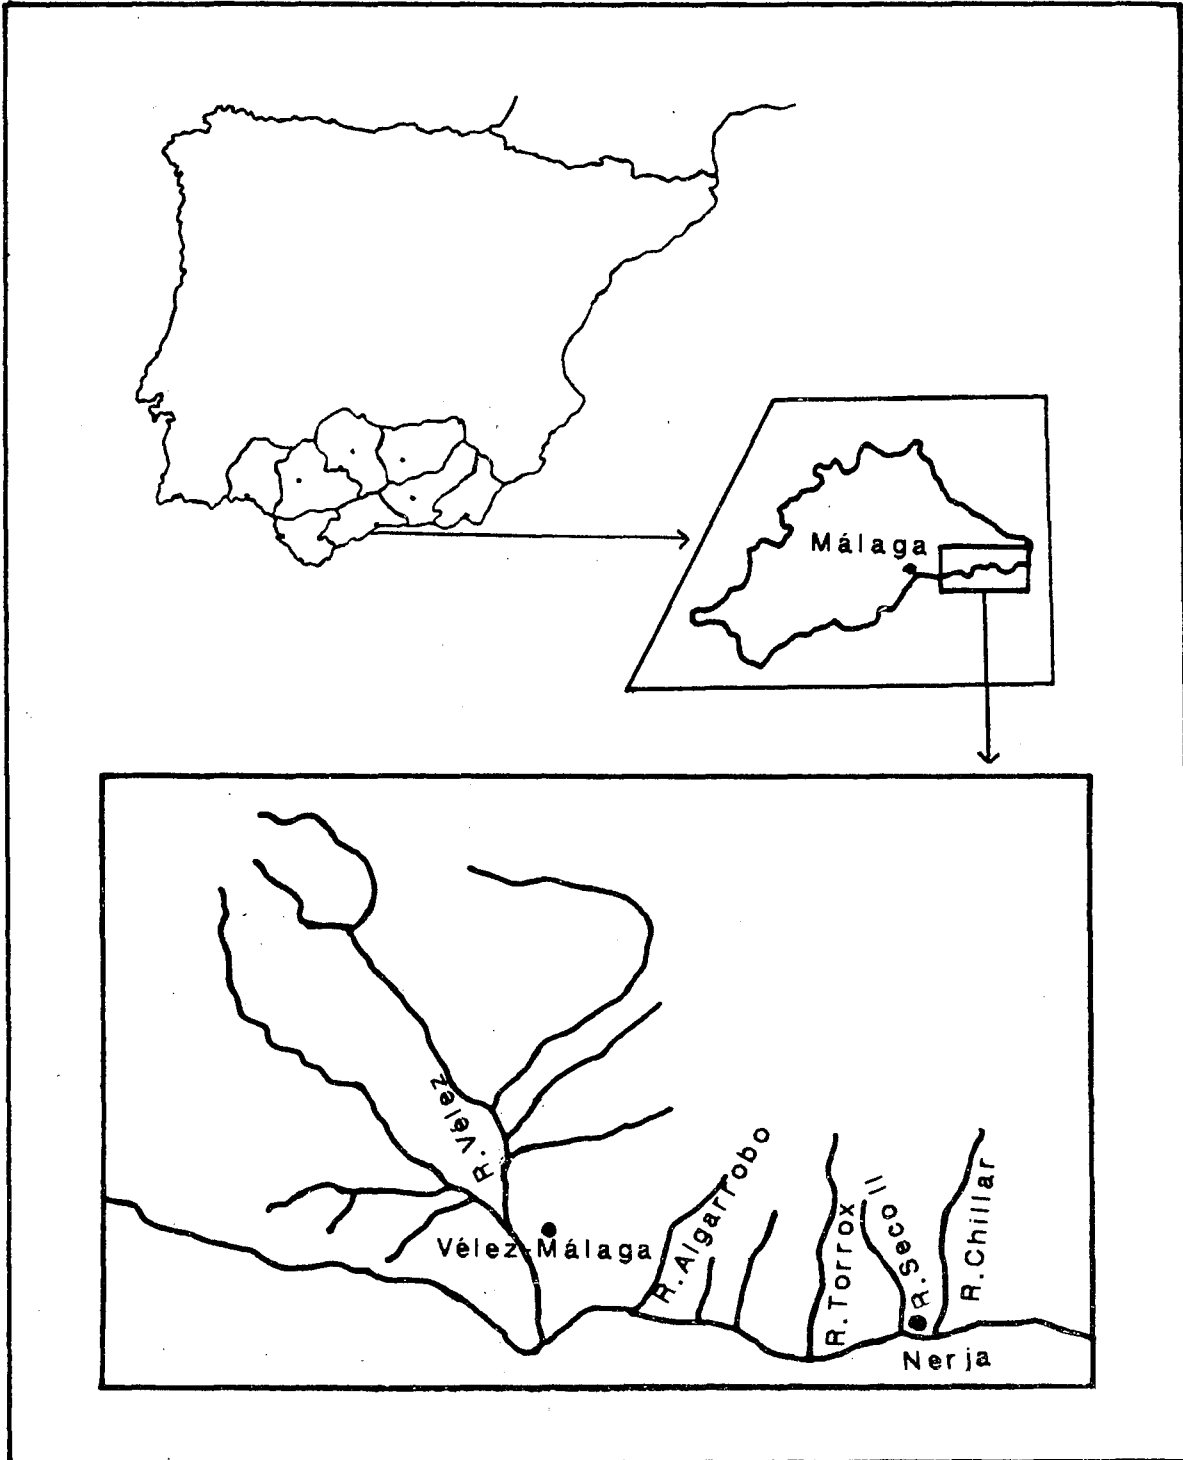 Málaga
R.Vélez
Vélez-Málaga
R.Algarrobo
R.Torrox
R.Seco II
R.Chillar
Nerja